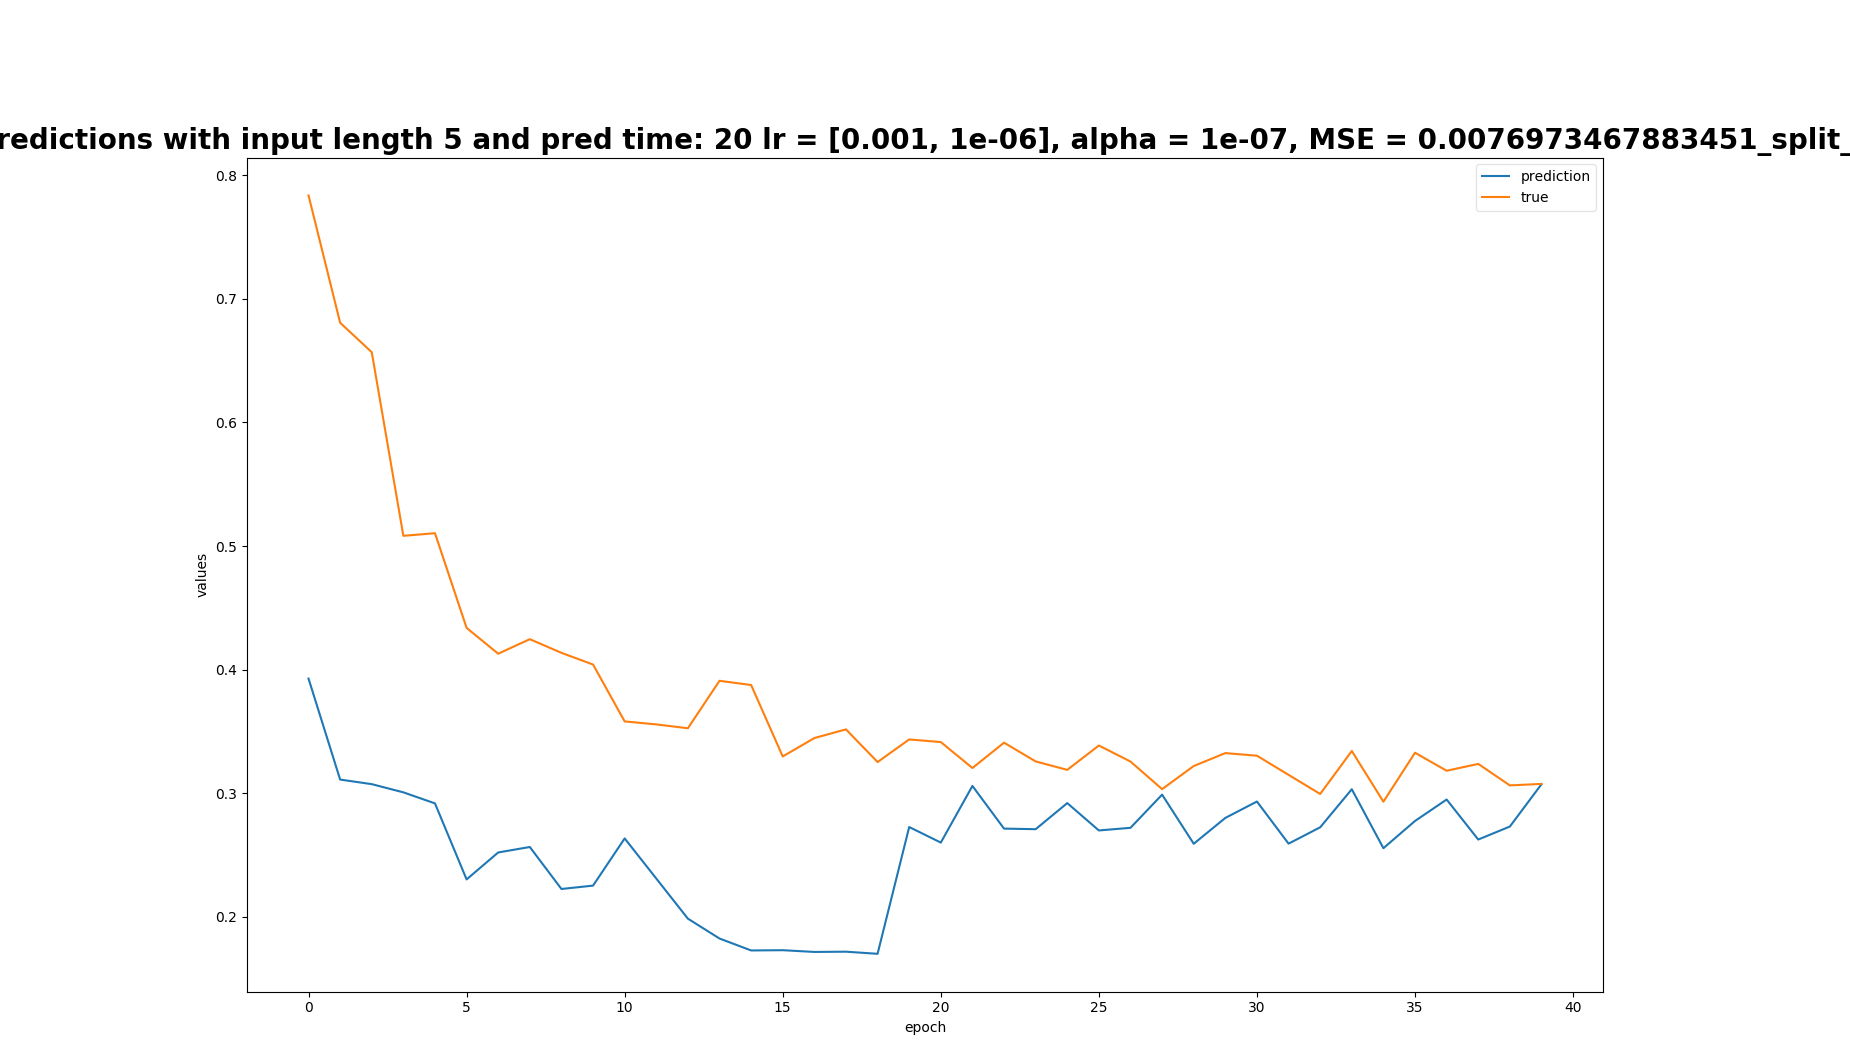 redictions with input length 5 and pred time: 20 lr = [0.001, 1e-06], alpha = 1e-07, MSE = 0.0076973467883451_split_
prediction
true
0.8
0.7
0.6
0.5
0.4
0.3
0.2
values
0 5 10 15 20 25 30 35 40
epoch